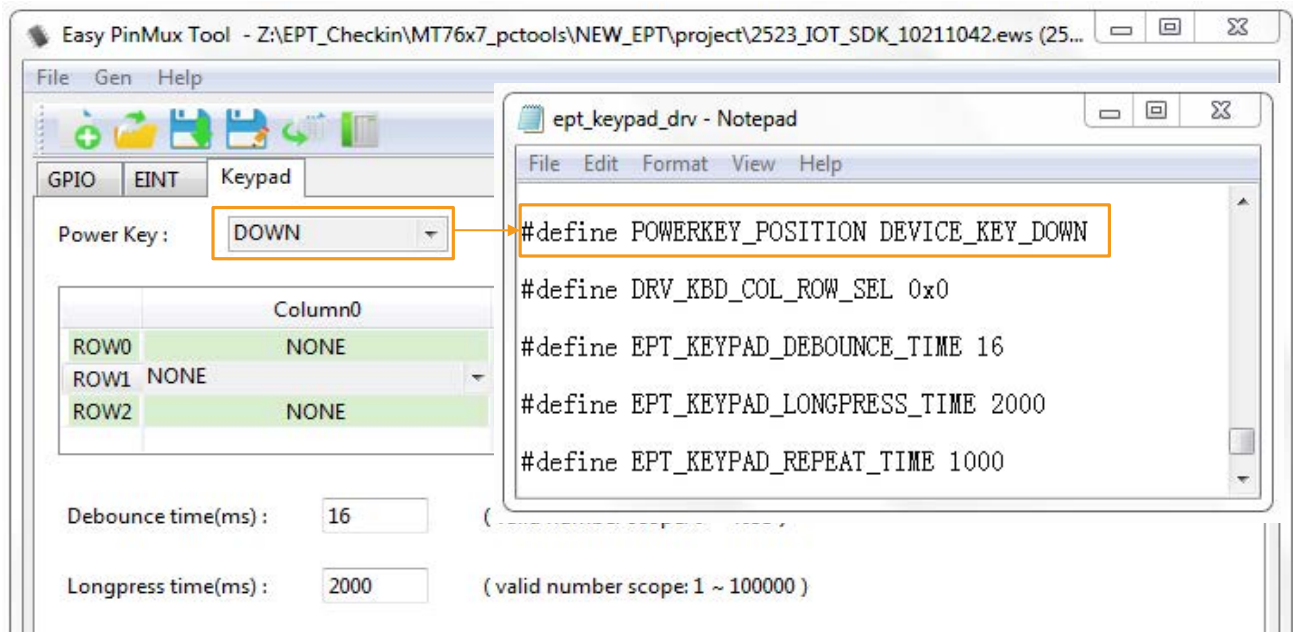 Easy PinMux Tool - Z:\EPT_Checkin\MT76x7_pctools\NEW_EPT\project\2523_IOT_SDK_10211042.ews (25...
File Gen Help
GPIO EINT Keypad
Power Key : DOWN
Column0
ROW0 NONE
ROW1 NONE
ROW2 NONE
Debounce time(ms) : 16 (
Longpress time(ms) : 2000 ( valid number scope: 1 ~ 100000 )
ept_keypad_drv - Notepad
File Edit Format View Help
#define POWERKEY_POSITION DEVICE_KEY_DOWN
#define DRV_KBD_COL_ROW_SEL 0x0
#define EPT_KEYPAD_DEBOUNCE_TIME 16
#define EPT_KEYPAD_LONGPRESS_TIME 2000
#define EPT_KEYPAD_REPEAT_TIME 1000